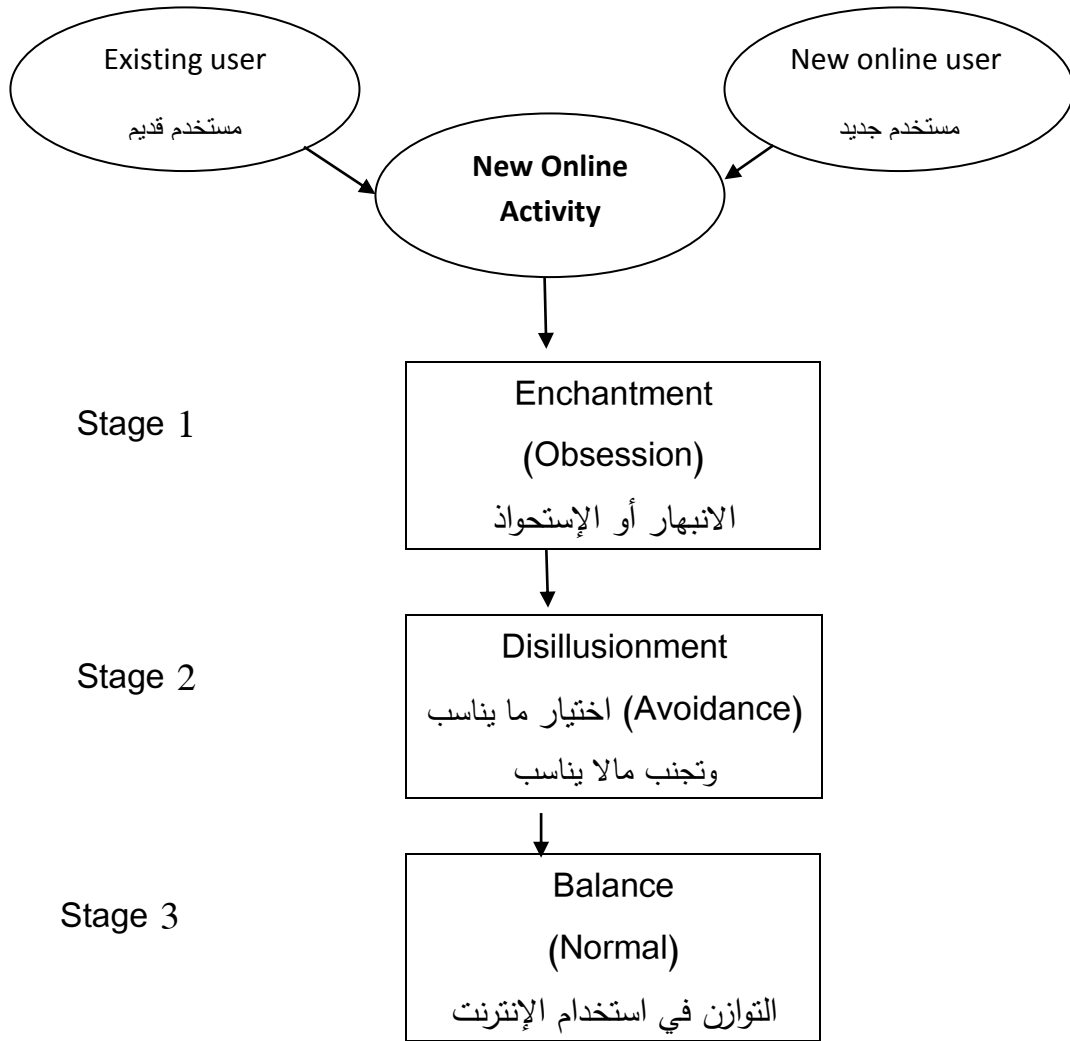 Existing user
مستخدم قديم
New online user
مستخدم جديد
New Online
Activity
Stage 1
Enchantment
(Obsession)
الانبهار أو الإستحواذ
Stage 2
Disillusionment
(Avoidance) اختيار ما يناسب
وتجنب مالا يناسب
Stage 3
Balance
(Normal)
التوازن في استخدام الإنترنت